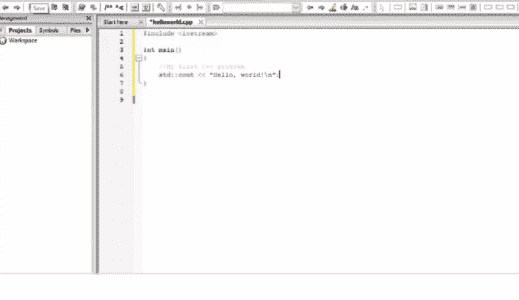 Save
Management
Projects Symbols Files
Workspace
Start here *helloworld.cpp
1 #include <iostream>
2
3 int main()
4 {
5 //My first C++ program
6 std::cout << "Hello, world!\n";
7 }
8
9